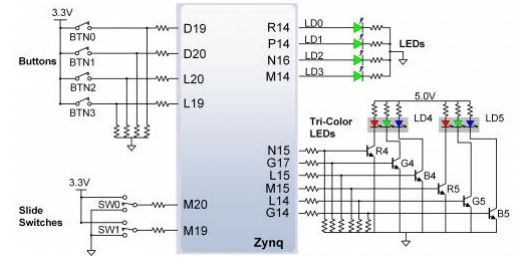 3.3V
BTN0
BTN1
Buttons
BTN2
BTN3
D19
D20
L20
L19
R14
P14
N16
M14
LD0
LD1
LD2
LD3
LEDs
5.0V
Tri-Color
LEDs
LD4
LD5
N15
G17
L15
M15
L14
G14
R4
G4
B4
R5
G5
B5
3.3V
Slide
Switches
SW0
SW1
M20
M19
Zynq